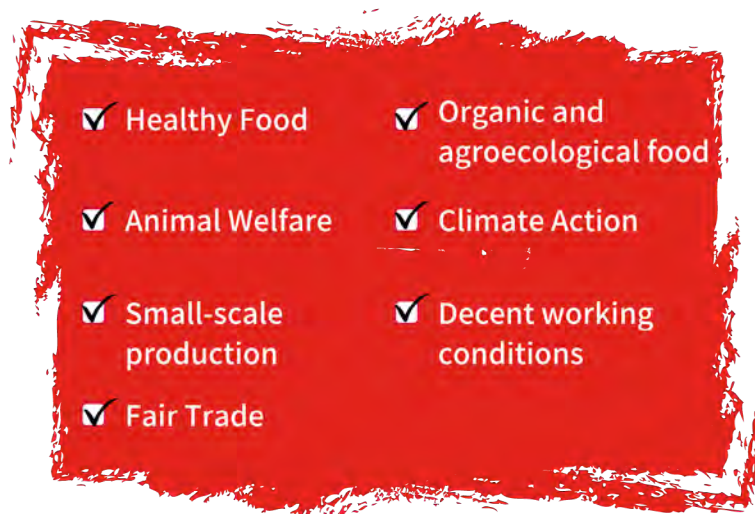 Healthy Food
Animal Welfare
Small-scale
production
Fair Trade
Organic and
agroecological food
Climate Action
Decent working
conditions